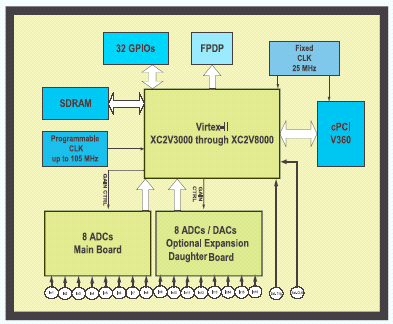 32 GPIOs
FPDP
Fixed
CLK
25 MHz
SDRAM
Virtex-II
XC2V3000 through XC2V8000
cPCI
V360
Programmable
CLK
up to 105 MHz
GAIN CTRL
GAIN
CTRL
8 ADCs
Main Board
8 ADCs / DACs
Optional Expansion
Daughter Board